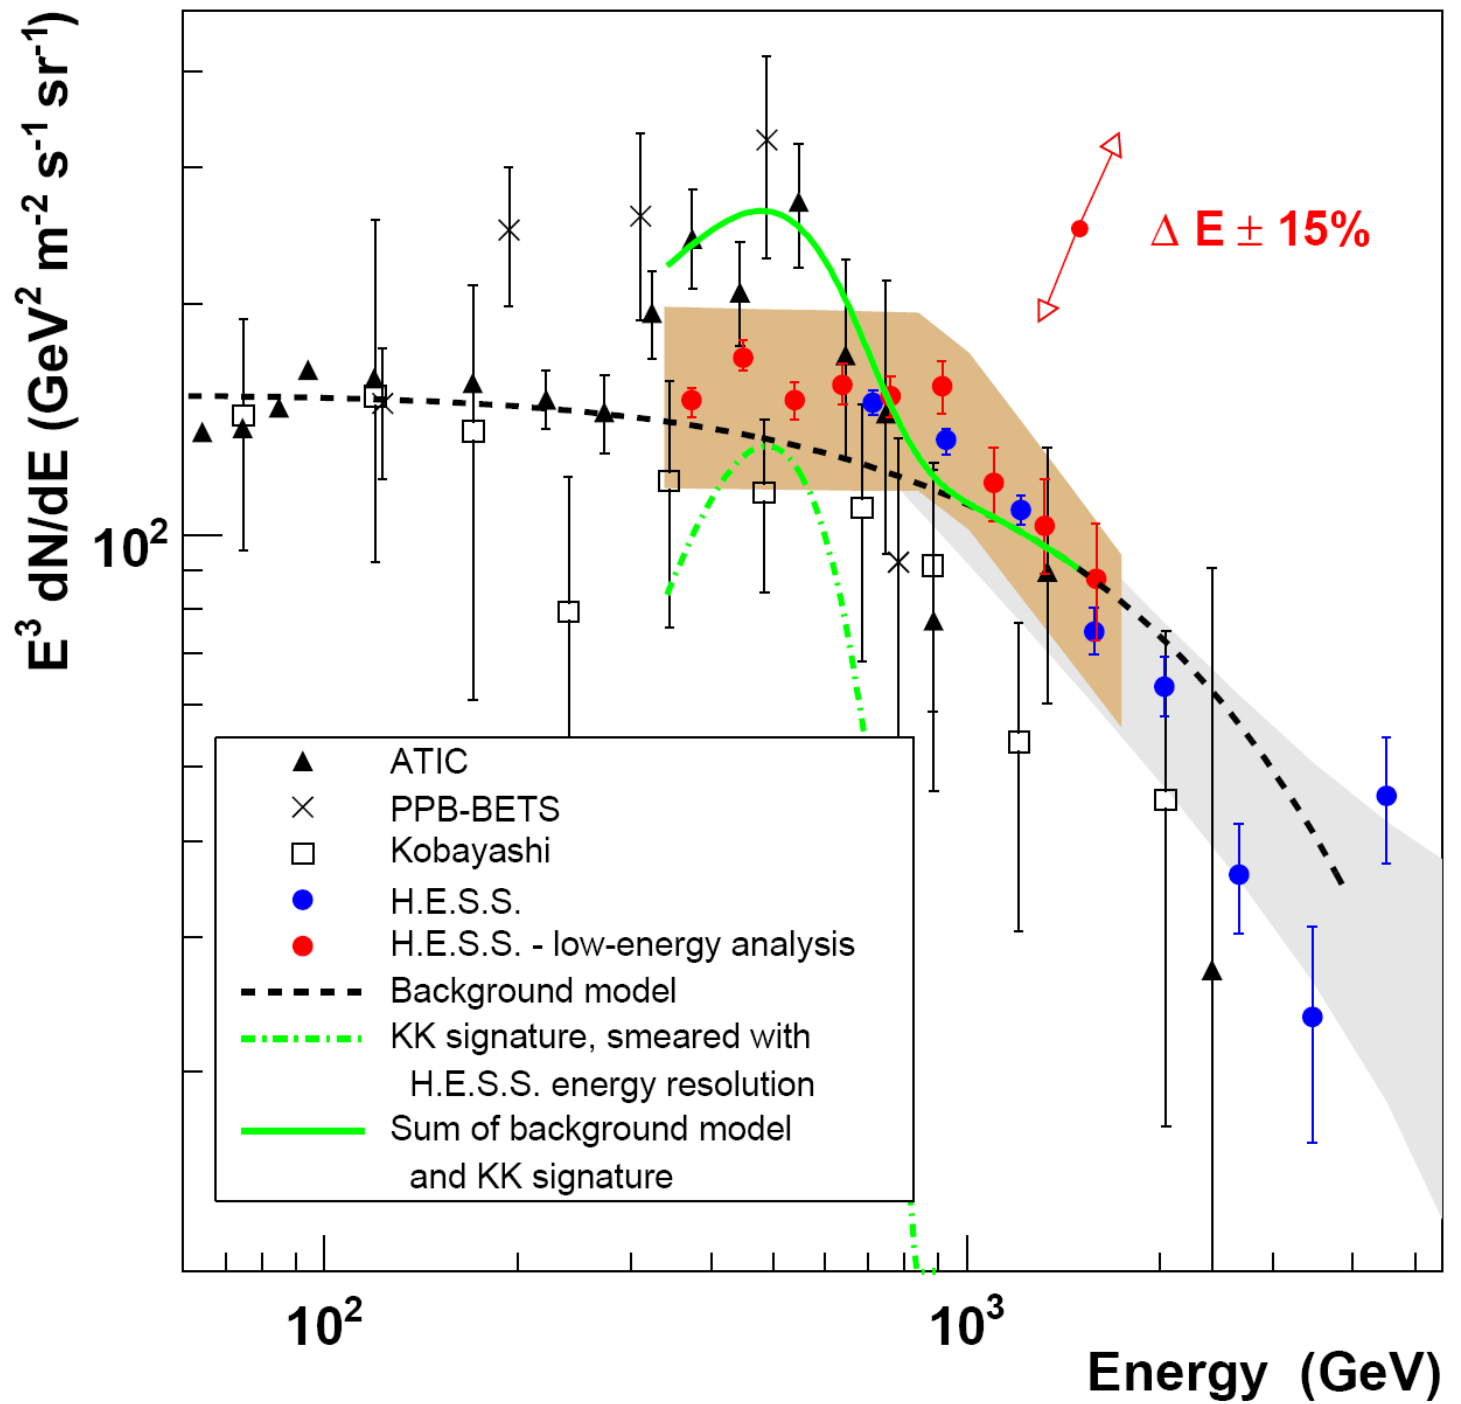 E³ dN/dE (GeV² m⁻² s⁻¹ sr⁻¹)
Δ E ± 15%
10²
ATIC
PPB-BETS
Kobayashi
H.E.S.S.
H.E.S.S. - low-energy analysis
Background model
KK signature, smeared with
H.E.S.S. energy resolution
Sum of background model
and KK signature
10²
10³
Energy (GeV)